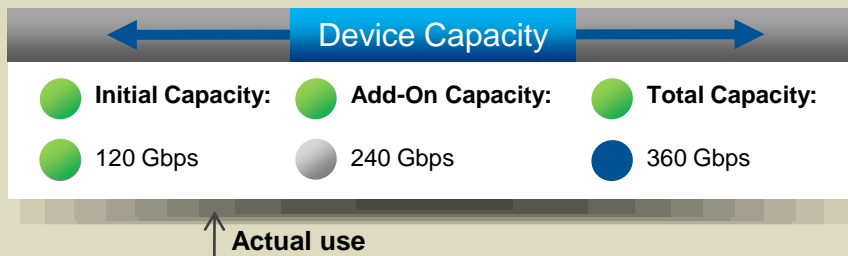 Device Capacity
Initial Capacity: Add-On Capacity: Total Capacity:
120 Gbps 240 Gbps 360 Gbps
Actual use